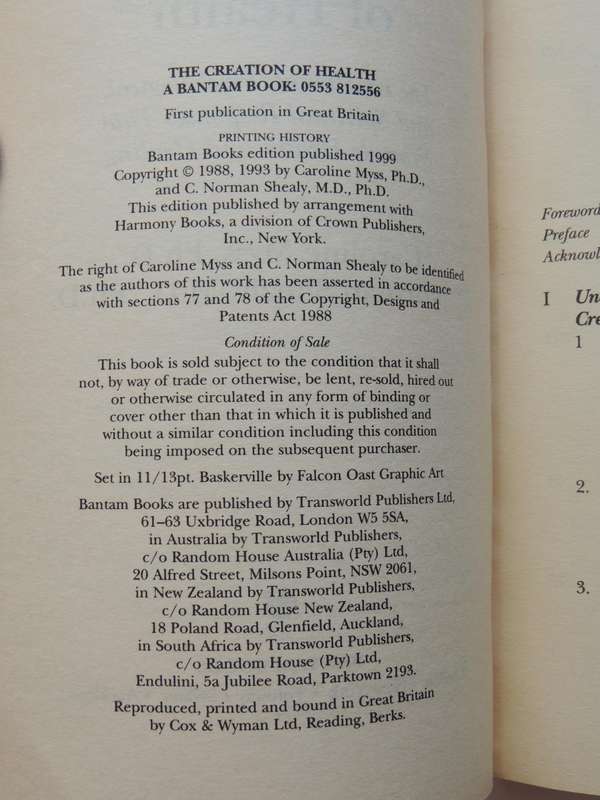 THE CREATION OF HEALTH
A BANTAM BOOK: 0553 812556
First publication in Great Britain
PRINTING HISTORY
Bantam Books edition published 1999
Copyright © 1988, 1993 by Caroline Myss, Ph.D.,
and C. Norman Shealy, M.D., Ph.D.
This edition published by arrangement with
Harmony Books, a division of Crown Publishers,
Inc., New York.
The right of Caroline Myss and C. Norman Shealy to be identified
as the authors of this work has been asserted in accordance
with sections 77 and 78 of the Copyright, Designs and
Patents Act 1988
Condition of Sale
This book is sold subject to the condition that it shall
not, by way of trade or otherwise, be lent, re-sold, hired out
or otherwise circulated in any form of binding or
cover other than that in which it is published and
without a similar condition including this condition
being imposed on the subsequent purchaser.
Set in 11/13pt. Baskerville by Falcon Oast Graphic Art
Bantam Books are published by Transworld Publishers Ltd,
61–63 Uxbridge Road, London W5 5SA,
in Australia by Transworld Publishers,
c/o Random House Australia (Pty) Ltd,
20 Alfred Street, Milsons Point, NSW 2061,
in New Zealand by Transworld Publishers,
c/o Random House New Zealand,
18 Poland Road, Glenfield, Auckland,
in South Africa by Transworld Publishers,
c/o Random House (Pty) Ltd,
Endulini, 5a Jubilee Road, Parktown 2193.
Reproduced, printed and bound in Great Britain
by Cox & Wyman Ltd, Reading, Berks.
Foreword
Preface
Acknowl
I Un
Cre
1
2.
3.